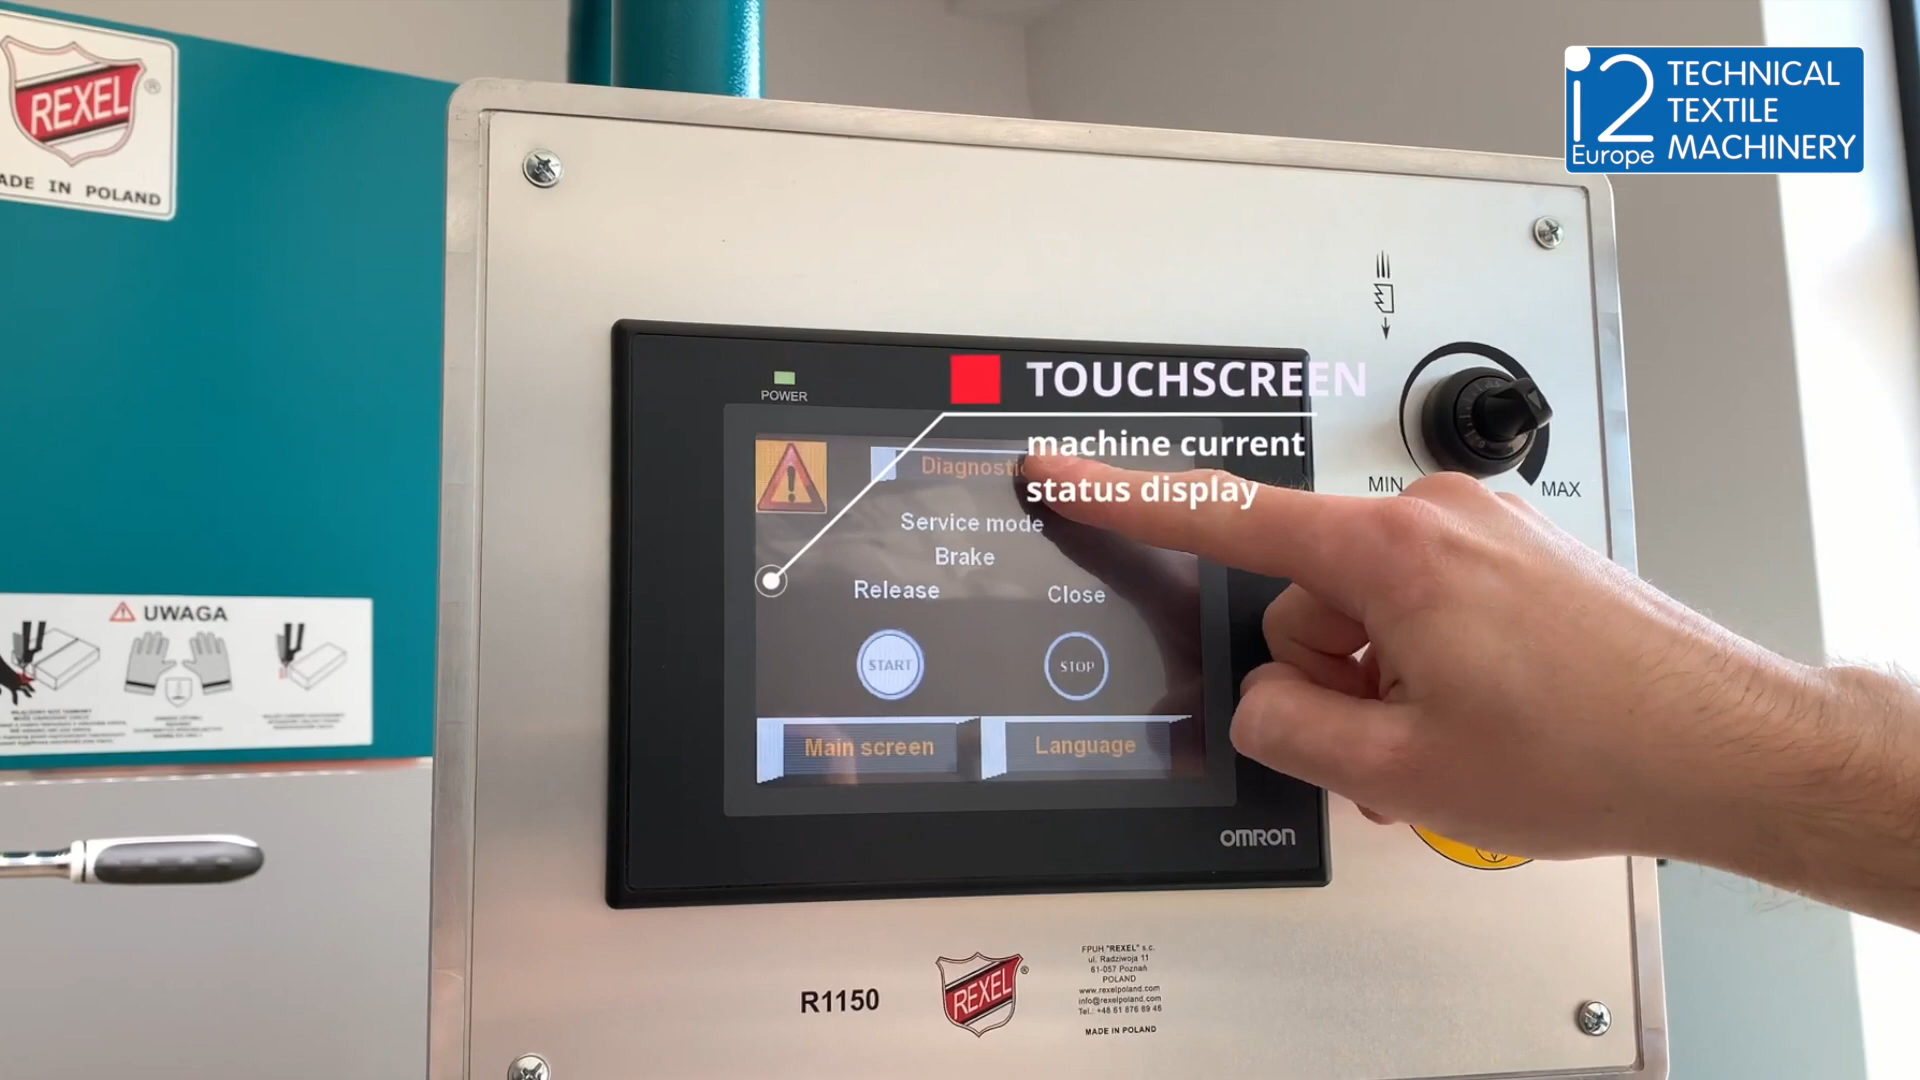 i2 Europe
TECHNICAL
TEXTILE
MACHINERY
REXEL
®
ADE IN POLAND
POWER
TOUCHSCREEN
machine current
status display
Diagnostic
Service mode
Brake
Release
Close
START
STOP
Main screen
Language
OMRON
MIN
MAX
UWAGA
R1150
REXEL
®
FPUH "REXEL" s.c.
ul. Radziwoja 11
61-057 Poznań
POLAND
www.rexelpoland.com
info@rexelpoland.com
Tel.: +48 61 876 89 46
MADE IN POLAND